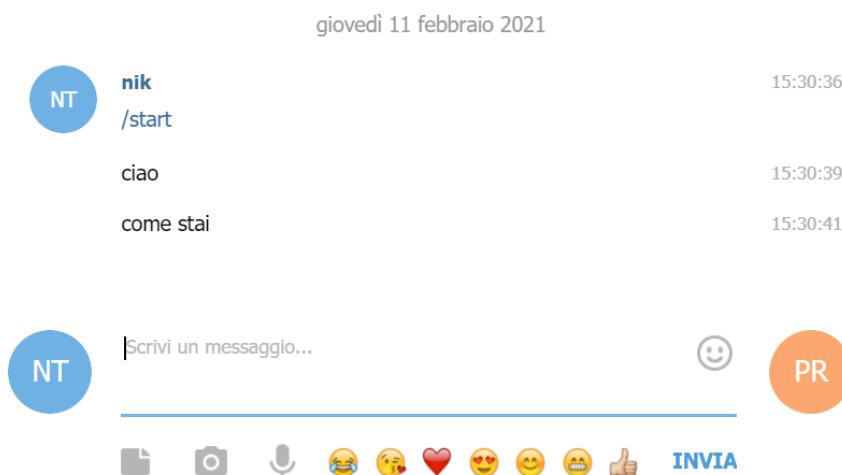 giovedì 11 febbraio 2021
NT
nik
15:30:36
/start
ciao
15:30:39
come stai
15:30:41
NT
Scrivi un messaggio...
PR
INVIA